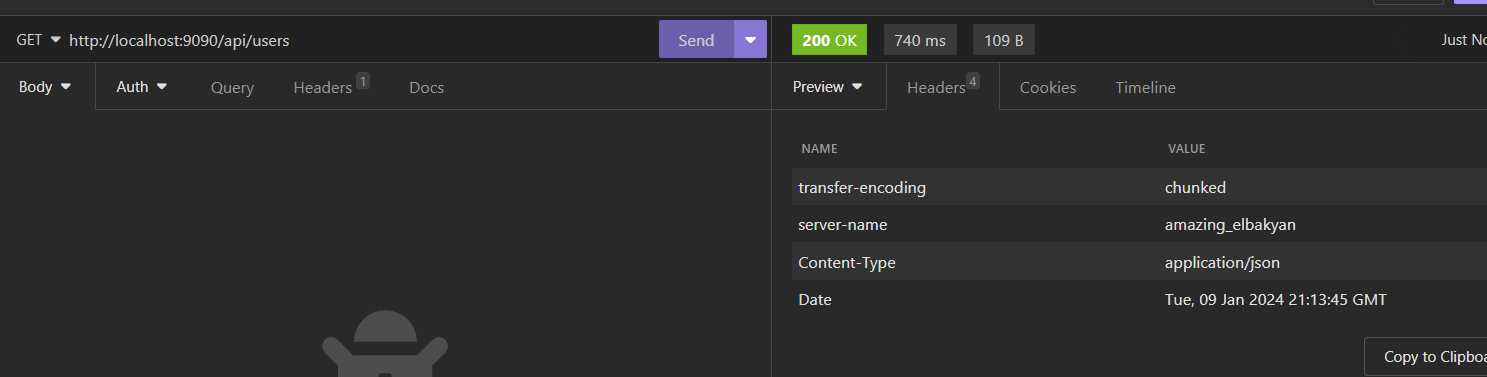 GET http://localhost:9090/api/users Send 200 OK 740 ms 109 B Just No
Body Auth Query Headers 1 Docs Preview Headers 4 Cookies Timeline
NAME VALUE
transfer-encoding chunked
server-name amazing_elbakyan
Content-Type application/json
Date Tue, 09 Jan 2024 21:13:45 GMT
Copy to Clipboa